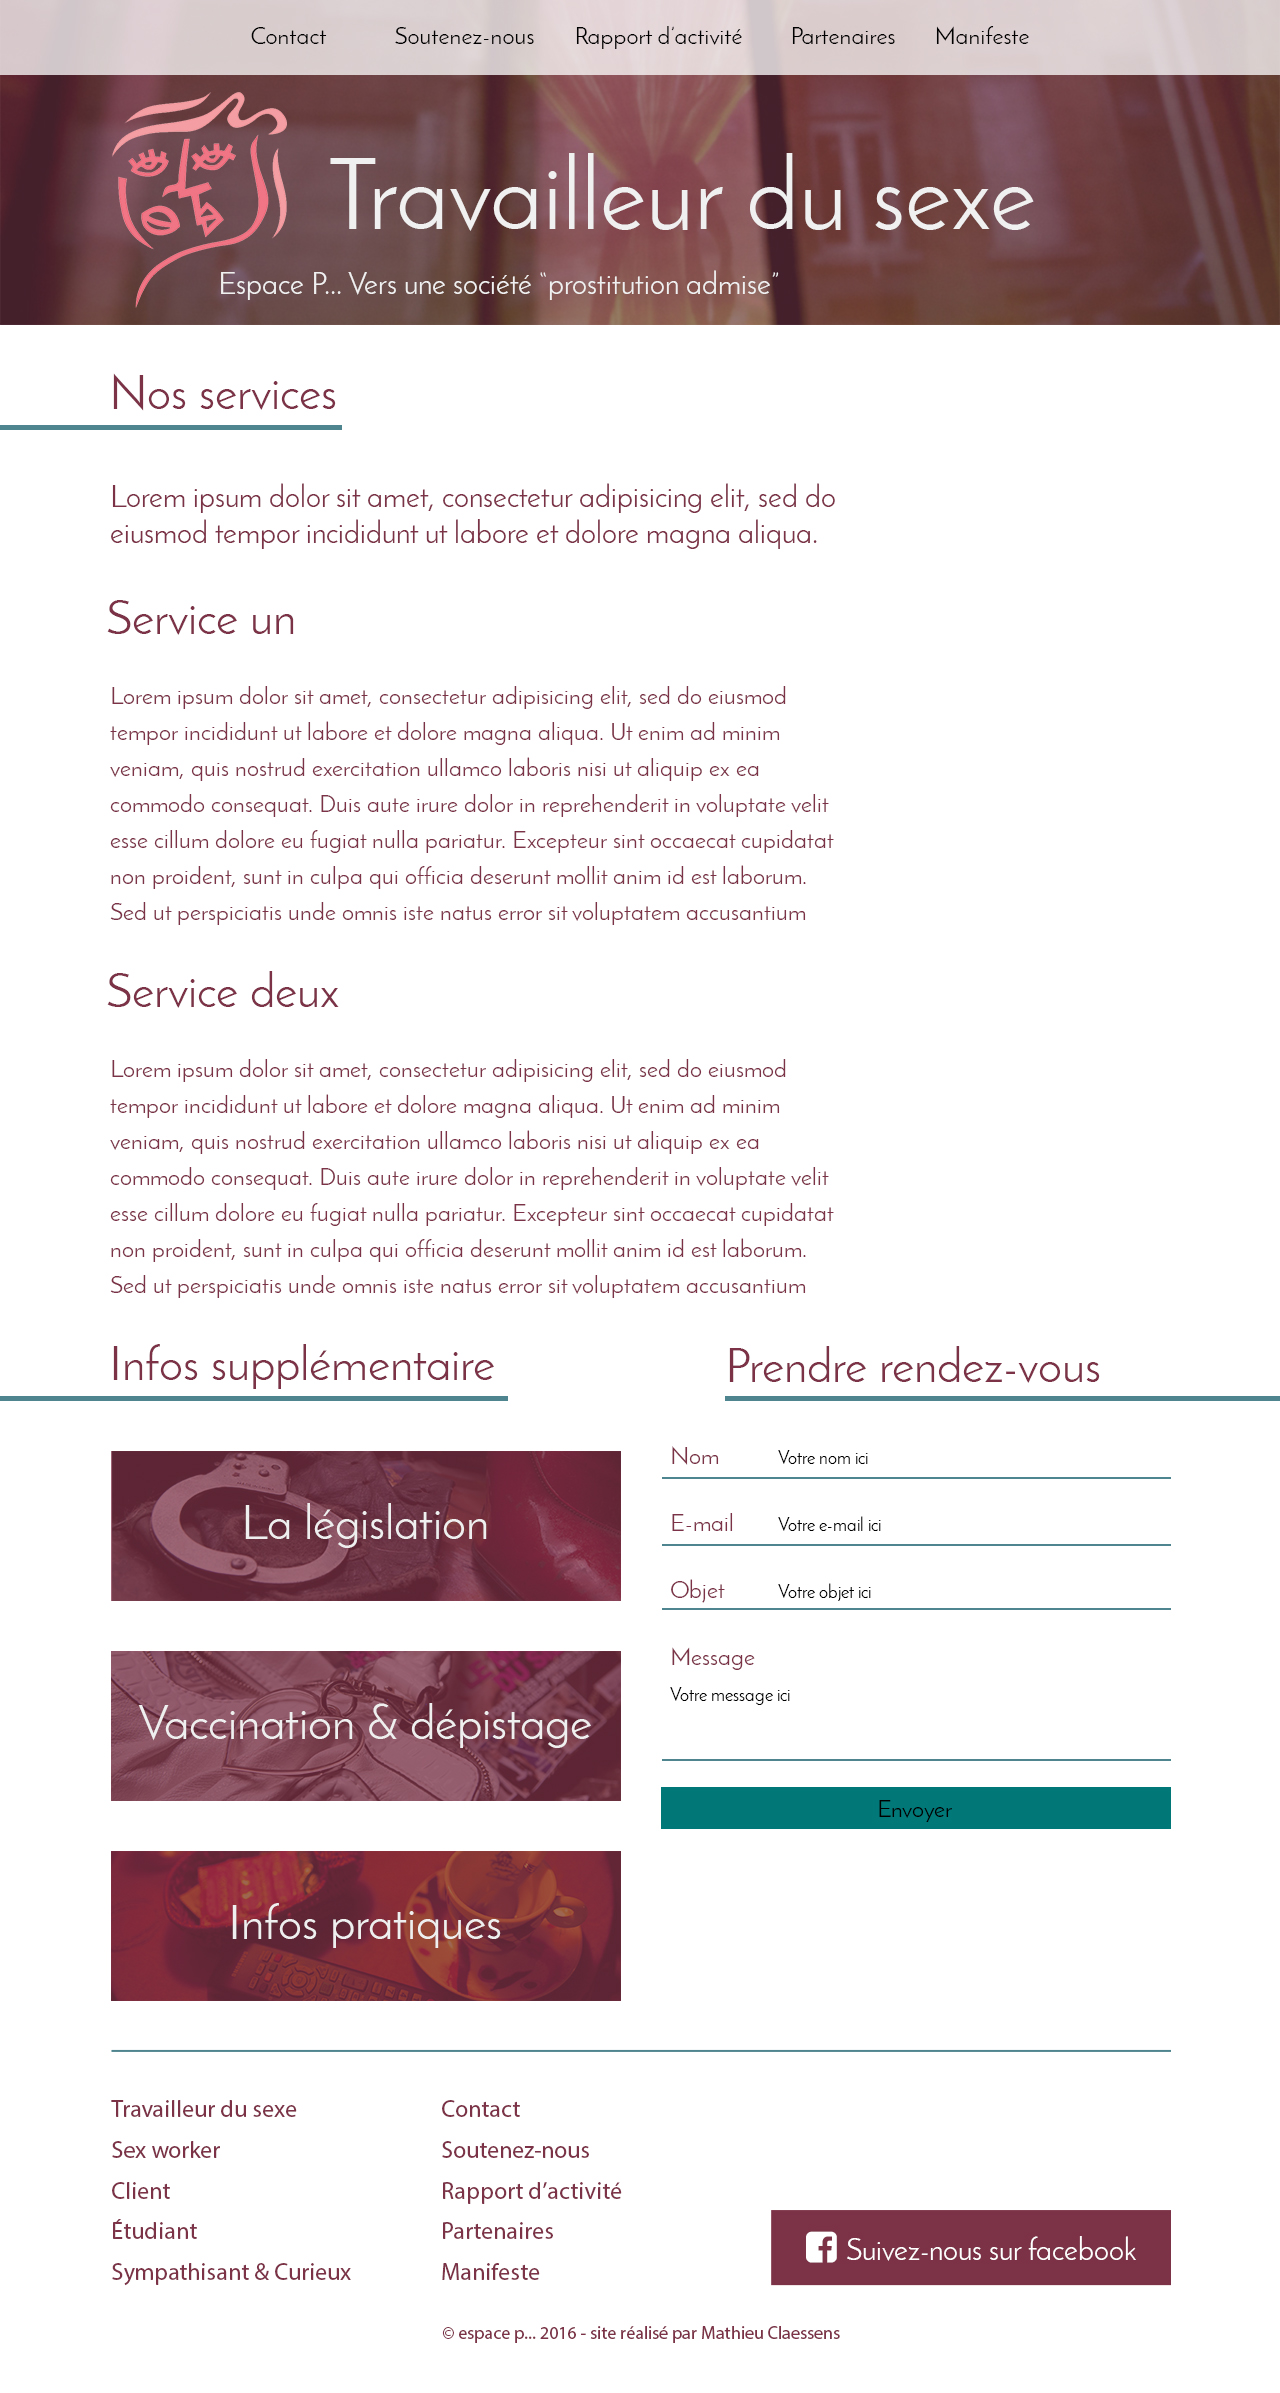 Contact Soutenez-nous Rapport d'activité Partenaires Manifeste
Travailleur du sexe
Espace P... Vers une société “prostitution admise”
Nos services
Lorem ipsum dolor sit amet, consectetur adipisicing elit, sed do
eiusmod tempor incididunt ut labore et dolore magna aliqua.
Service un
Lorem ipsum dolor sit amet, consectetur adipisicing elit, sed do eiusmod
tempor incididunt ut labore et dolore magna aliqua. Ut enim ad minim
veniam, quis nostrud exercitation ullamco laboris nisi ut aliquip ex ea
commodo consequat. Duis aute irure dolor in reprehenderit in voluptate velit
esse cillum dolore eu fugiat nulla pariatur. Excepteur sint occaecat cupidatat
non proident, sunt in culpa qui officia deserunt mollit anim id est laborum.
Sed ut perspiciatis unde omnis iste natus error sit voluptatem accusantium
Service deux
Lorem ipsum dolor sit amet, consectetur adipisicing elit, sed do eiusmod
tempor incididunt ut labore et dolore magna aliqua. Ut enim ad minim
veniam, quis nostrud exercitation ullamco laboris nisi ut aliquip ex ea
commodo consequat. Duis aute irure dolor in reprehenderit in voluptate velit
esse cillum dolore eu fugiat nulla pariatur. Excepteur sint occaecat cupidatat
non proident, sunt in culpa qui officia deserunt mollit anim id est laborum.
Sed ut perspiciatis unde omnis iste natus error sit voluptatem accusantium
Infos supplémentaire
La législation
Vaccination & dépistage
Infos pratiques
Prendre rendez-vous
Nom Votre nom ici
E-mail Votre e-mail ici
Objet Votre objet ici
Message
Votre message ici
Envoyer
Travailleur du sexe
Sex worker
Client
Étudiant
Sympathisant & Curieux
Contact
Soutenez-nous
Rapport d’activité
Partenaires
Manifeste
Suivez-nous sur facebook
© espace p... 2016 - site réalisé par Mathieu Claessens